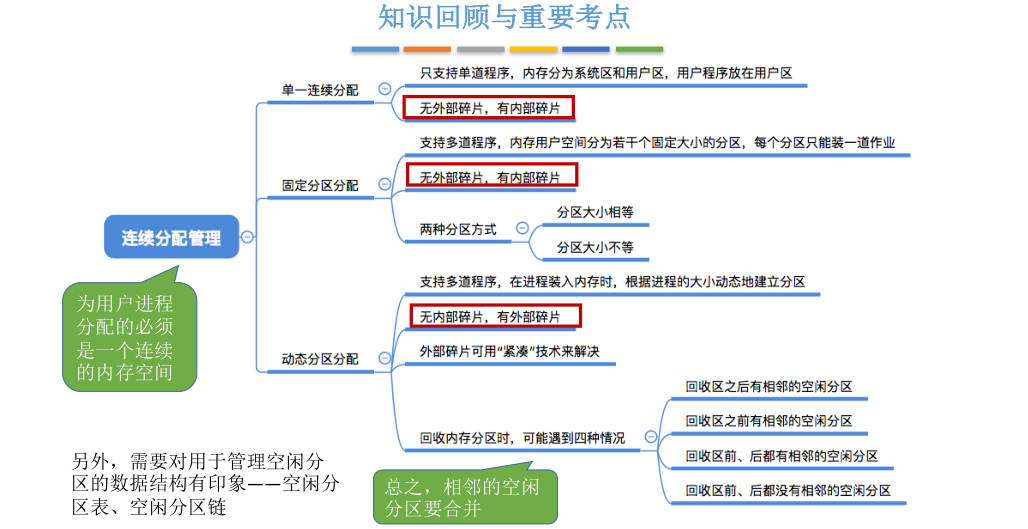 知识回顾与重要考点
单一连续分配
只支持单道程序，内存分为系统区和用户区，用户程序放在用户区
无外部碎片，有内部碎片
固定分区分配
支持多道程序，内存用户空间分为若干个固定大小的分区，每个分区只能装一道作业
无外部碎片，有内部碎片
两种分区方式
分区大小相等
分区大小不等
连续分配管理
为用户进程
分配的必须
是一个连续
的内存空间
动态分区分配
支持多道程序，在进程装入内存时，根据进程的大小动态地建立分区
无内部碎片，有外部碎片
外部碎片可用“紧凑”技术来解决
回收内存分区时，可能遇到四种情况
回收区之后有相邻的空闲分区
回收区之前有相邻的空闲分区
回收区前、后都有相邻的空闲分区
回收区前、后都没有相邻的空闲分区
总之，相邻的空闲
分区要合并
另外，需要对用于管理空闲分
区的数据结构有印象——空闲分
区表、空闲分区链